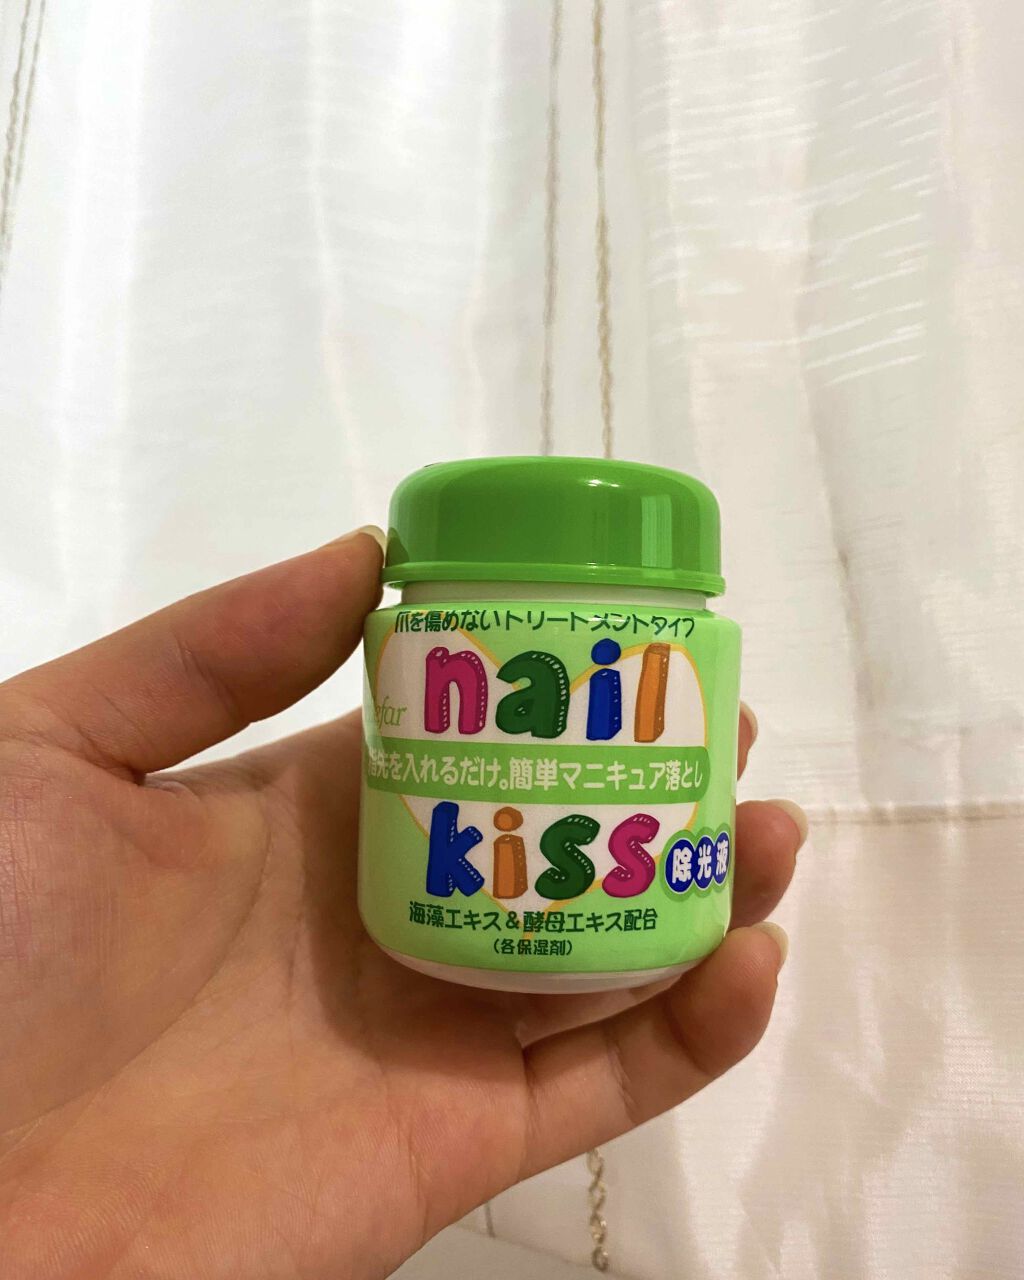 爪を傷めないトリートメントタイプ
nail
指先を入れるだけ。簡単マニキュア落とし
kiss
除光液
海藻エキス&酵母エキス配合
(各保湿剤)